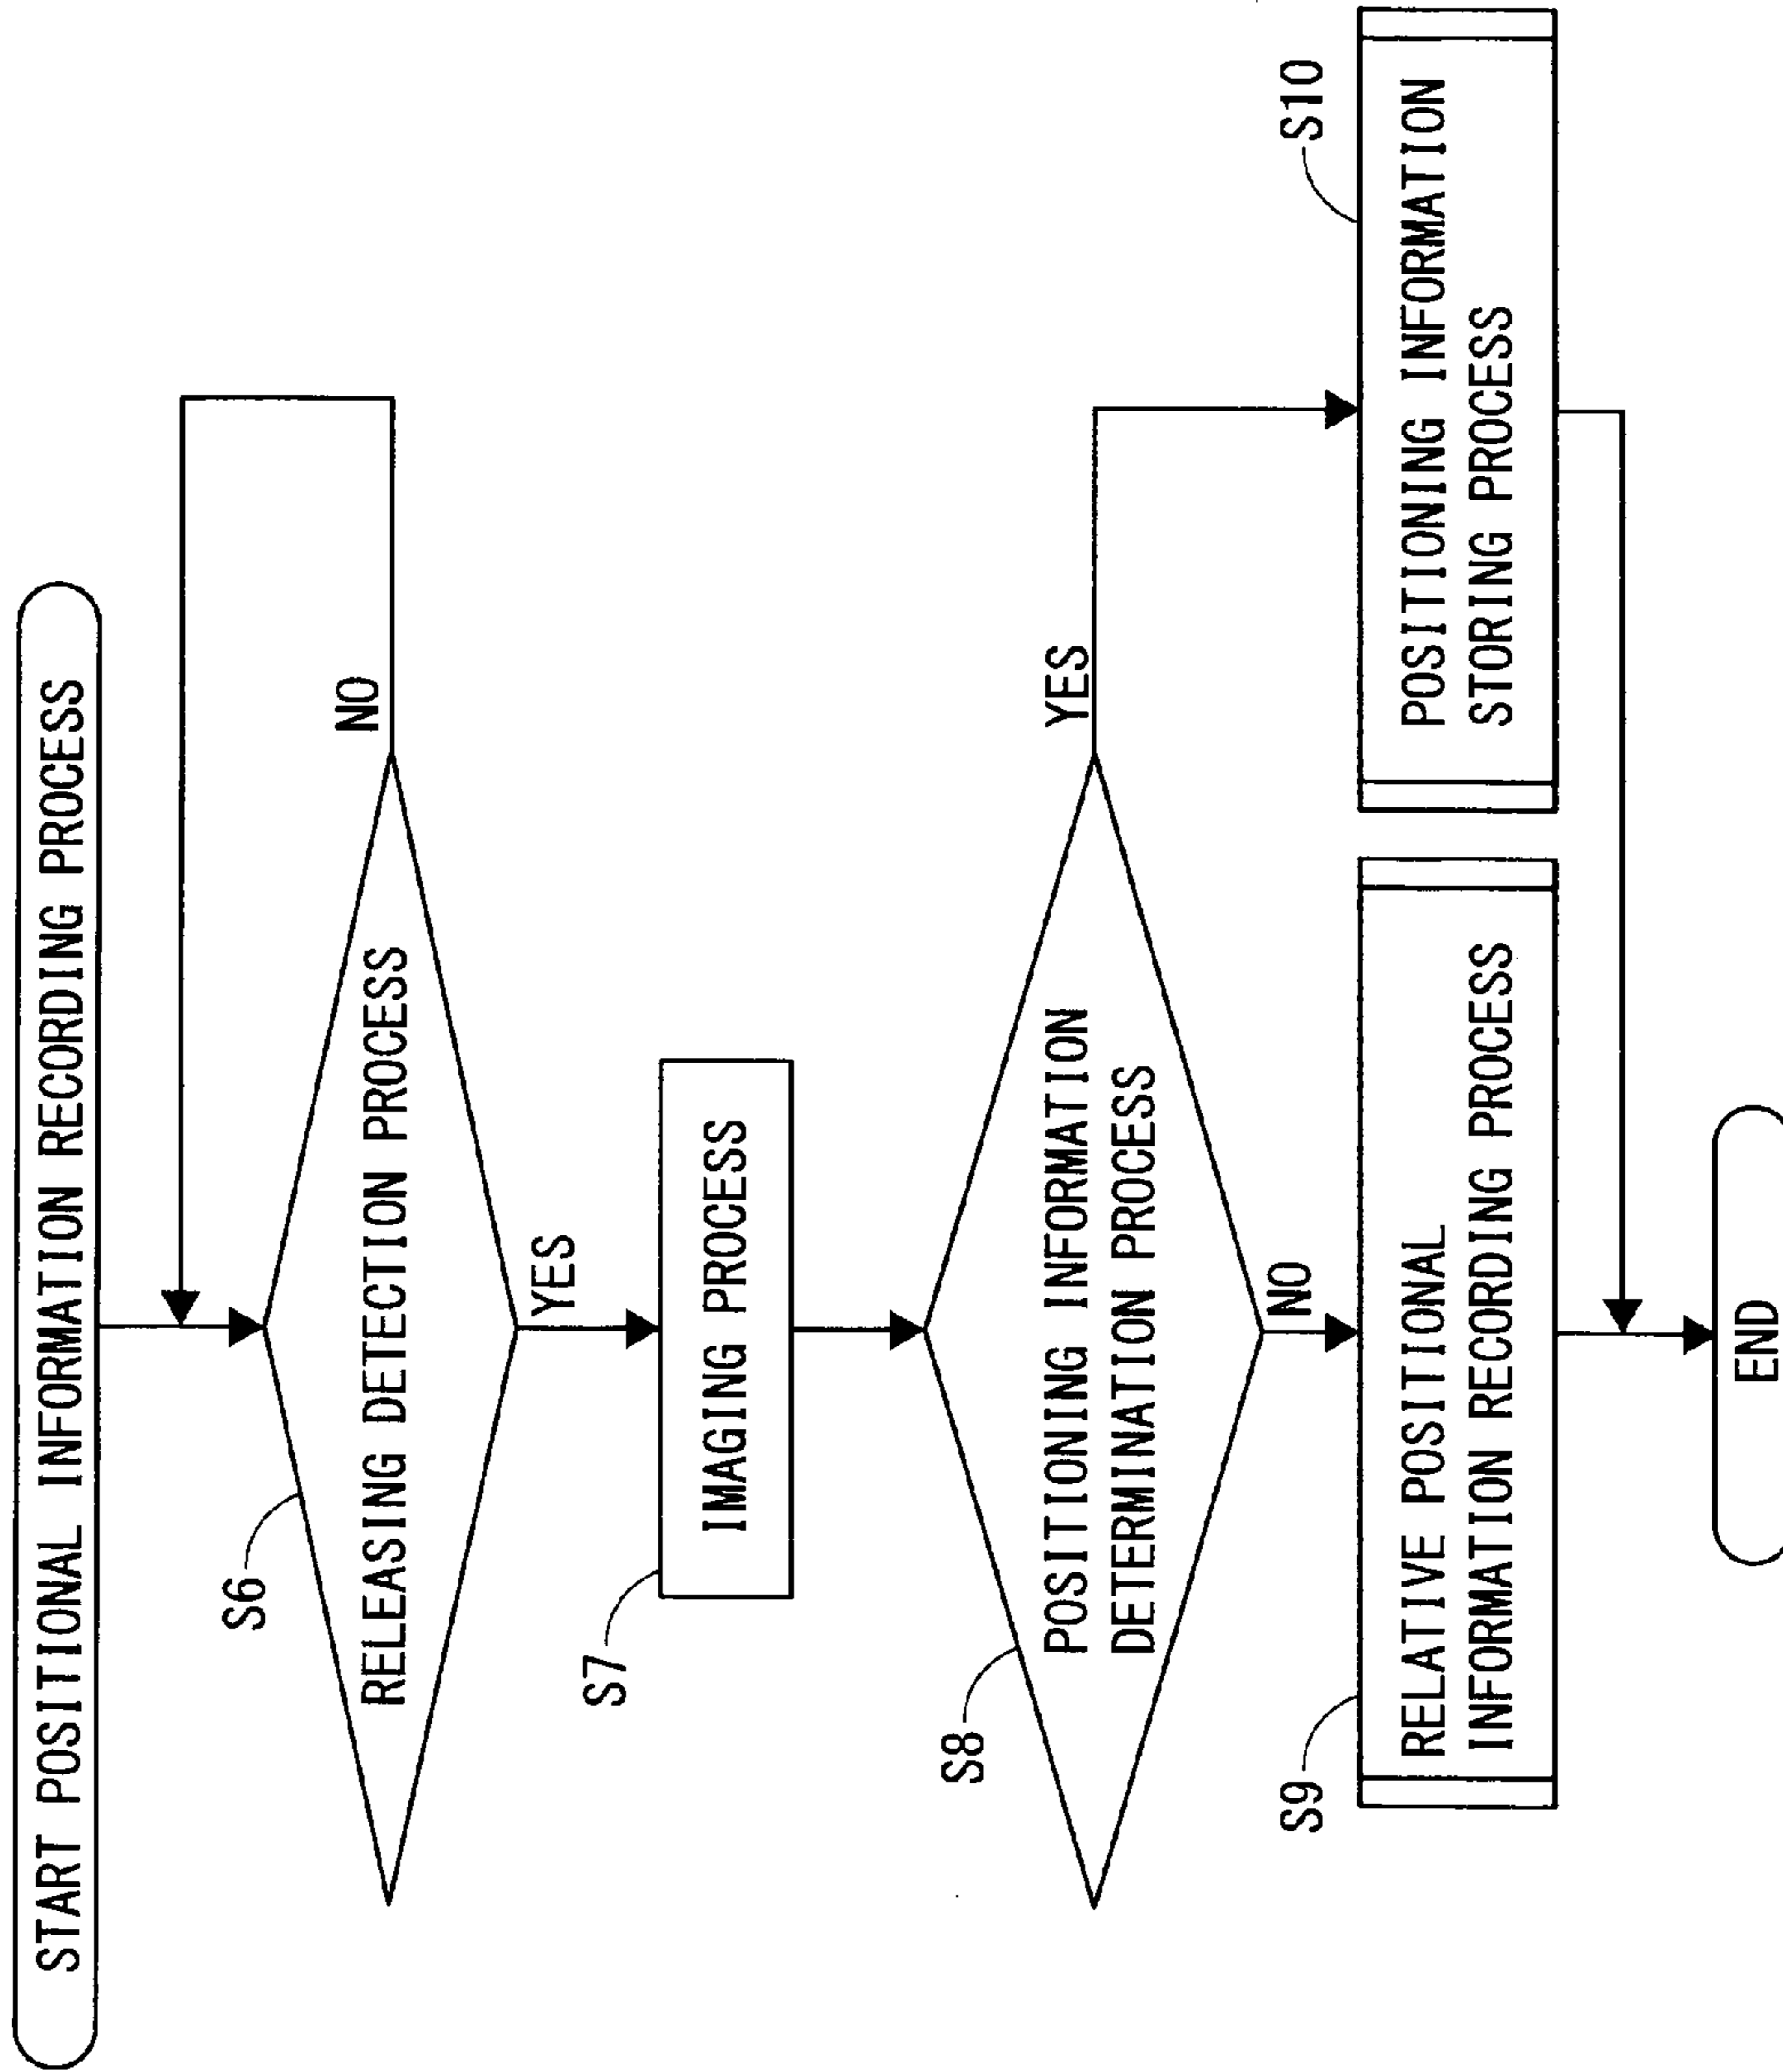 START POSITIONAL INFORMATION RECORDING PROCESS
S6
RELEASING DETECTION PROCESS
NO
YES
S7
IMAGING PROCESS
S8
POSITIONING INFORMATION
DETERMINATION PROCESS
YES
NO
S9
RELATIVE POSITIONAL
INFORMATION RECORDING PROCESS
S10
POSITIONING INFORMATION
STORING PROCESS
END